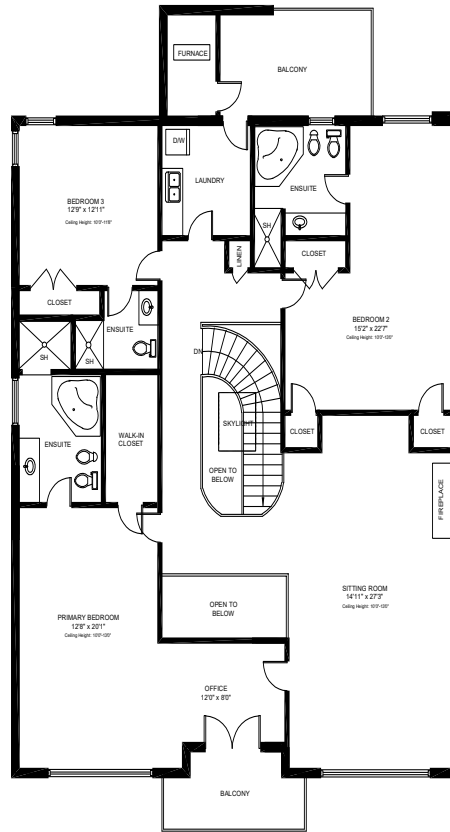 FURNACE
BALCONY
D/W
LAUNDRY
ENSUITE
BEDROOM 3
12'9" x 12'11"
SH
LINEN
CLOSET
CLOSET
ENSUITE
BEDROOM 2
15'2" x 22'7"
DN
SH
SH
SKYLIGHT
ENSUITE
WALK-IN
CLOSET
CLOSET
CLOSET
OPEN TO
BELOW
FIREPLACE
SITTING ROOM
14'11" x 27'3"
OPEN TO
BELOW
PRIMARY BEDROOM
12'8" x 20'1"
OFFICE
12'0" x 8'0"
BALCONY